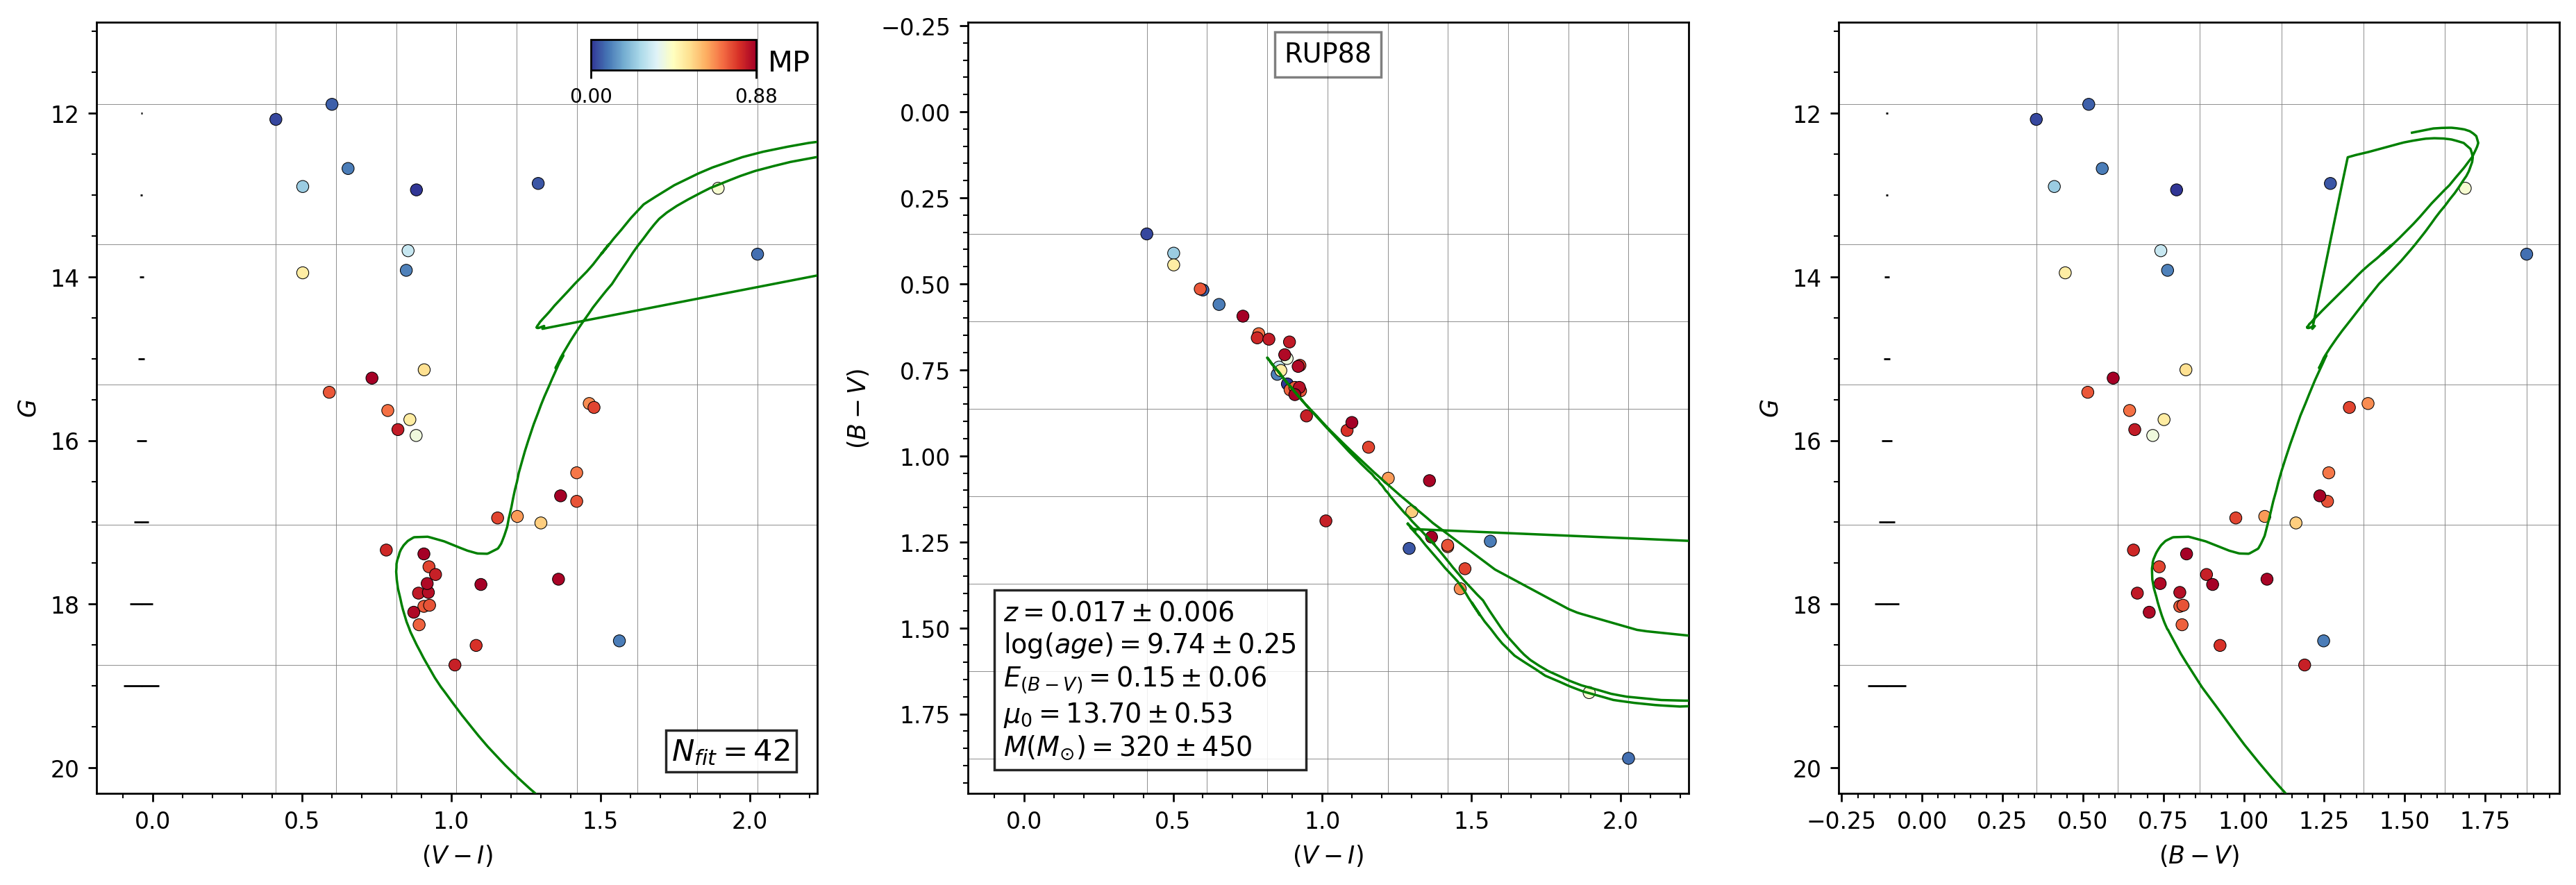 MP
0.00 0.88
12
14
16
18
20
G
N_{fit} = 42
0.0 0.5 1.0 1.5 2.0
(V − I)
RUP88
−0.25
0.00
0.25
0.50
0.75
1.00
1.25
1.50
1.75
(B − V)
z = 0.017 ± 0.006
log(age) = 9.74 ± 0.25
E_{(B−V)} = 0.15 ± 0.06
μ₀ = 13.70 ± 0.53
M(M_⊙) = 320 ± 450
0.0 0.5 1.0 1.5 2.0
(V − I)
12
14
16
18
20
G
−0.25 0.00 0.25 0.50 0.75 1.00 1.25 1.50 1.75
(B − V)